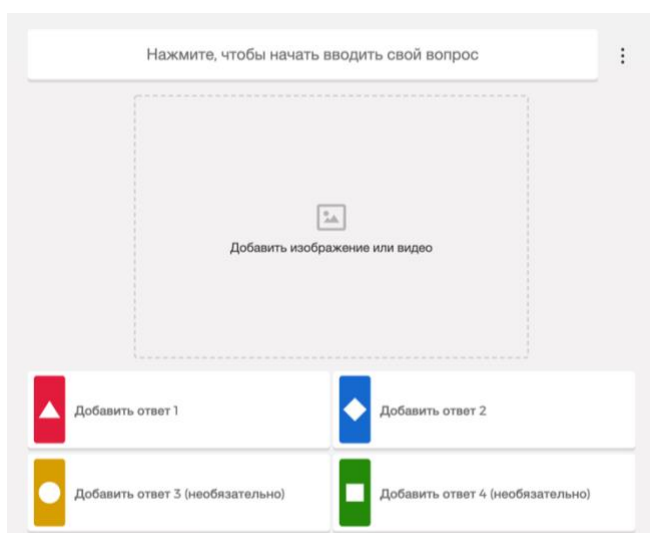 Нажмите, чтобы начать вводить свой вопрос
Добавить изображение или видео
Добавить ответ 1
Добавить ответ 2
Добавить ответ 3 (необязательно)
Добавить ответ 4 (необязательно)